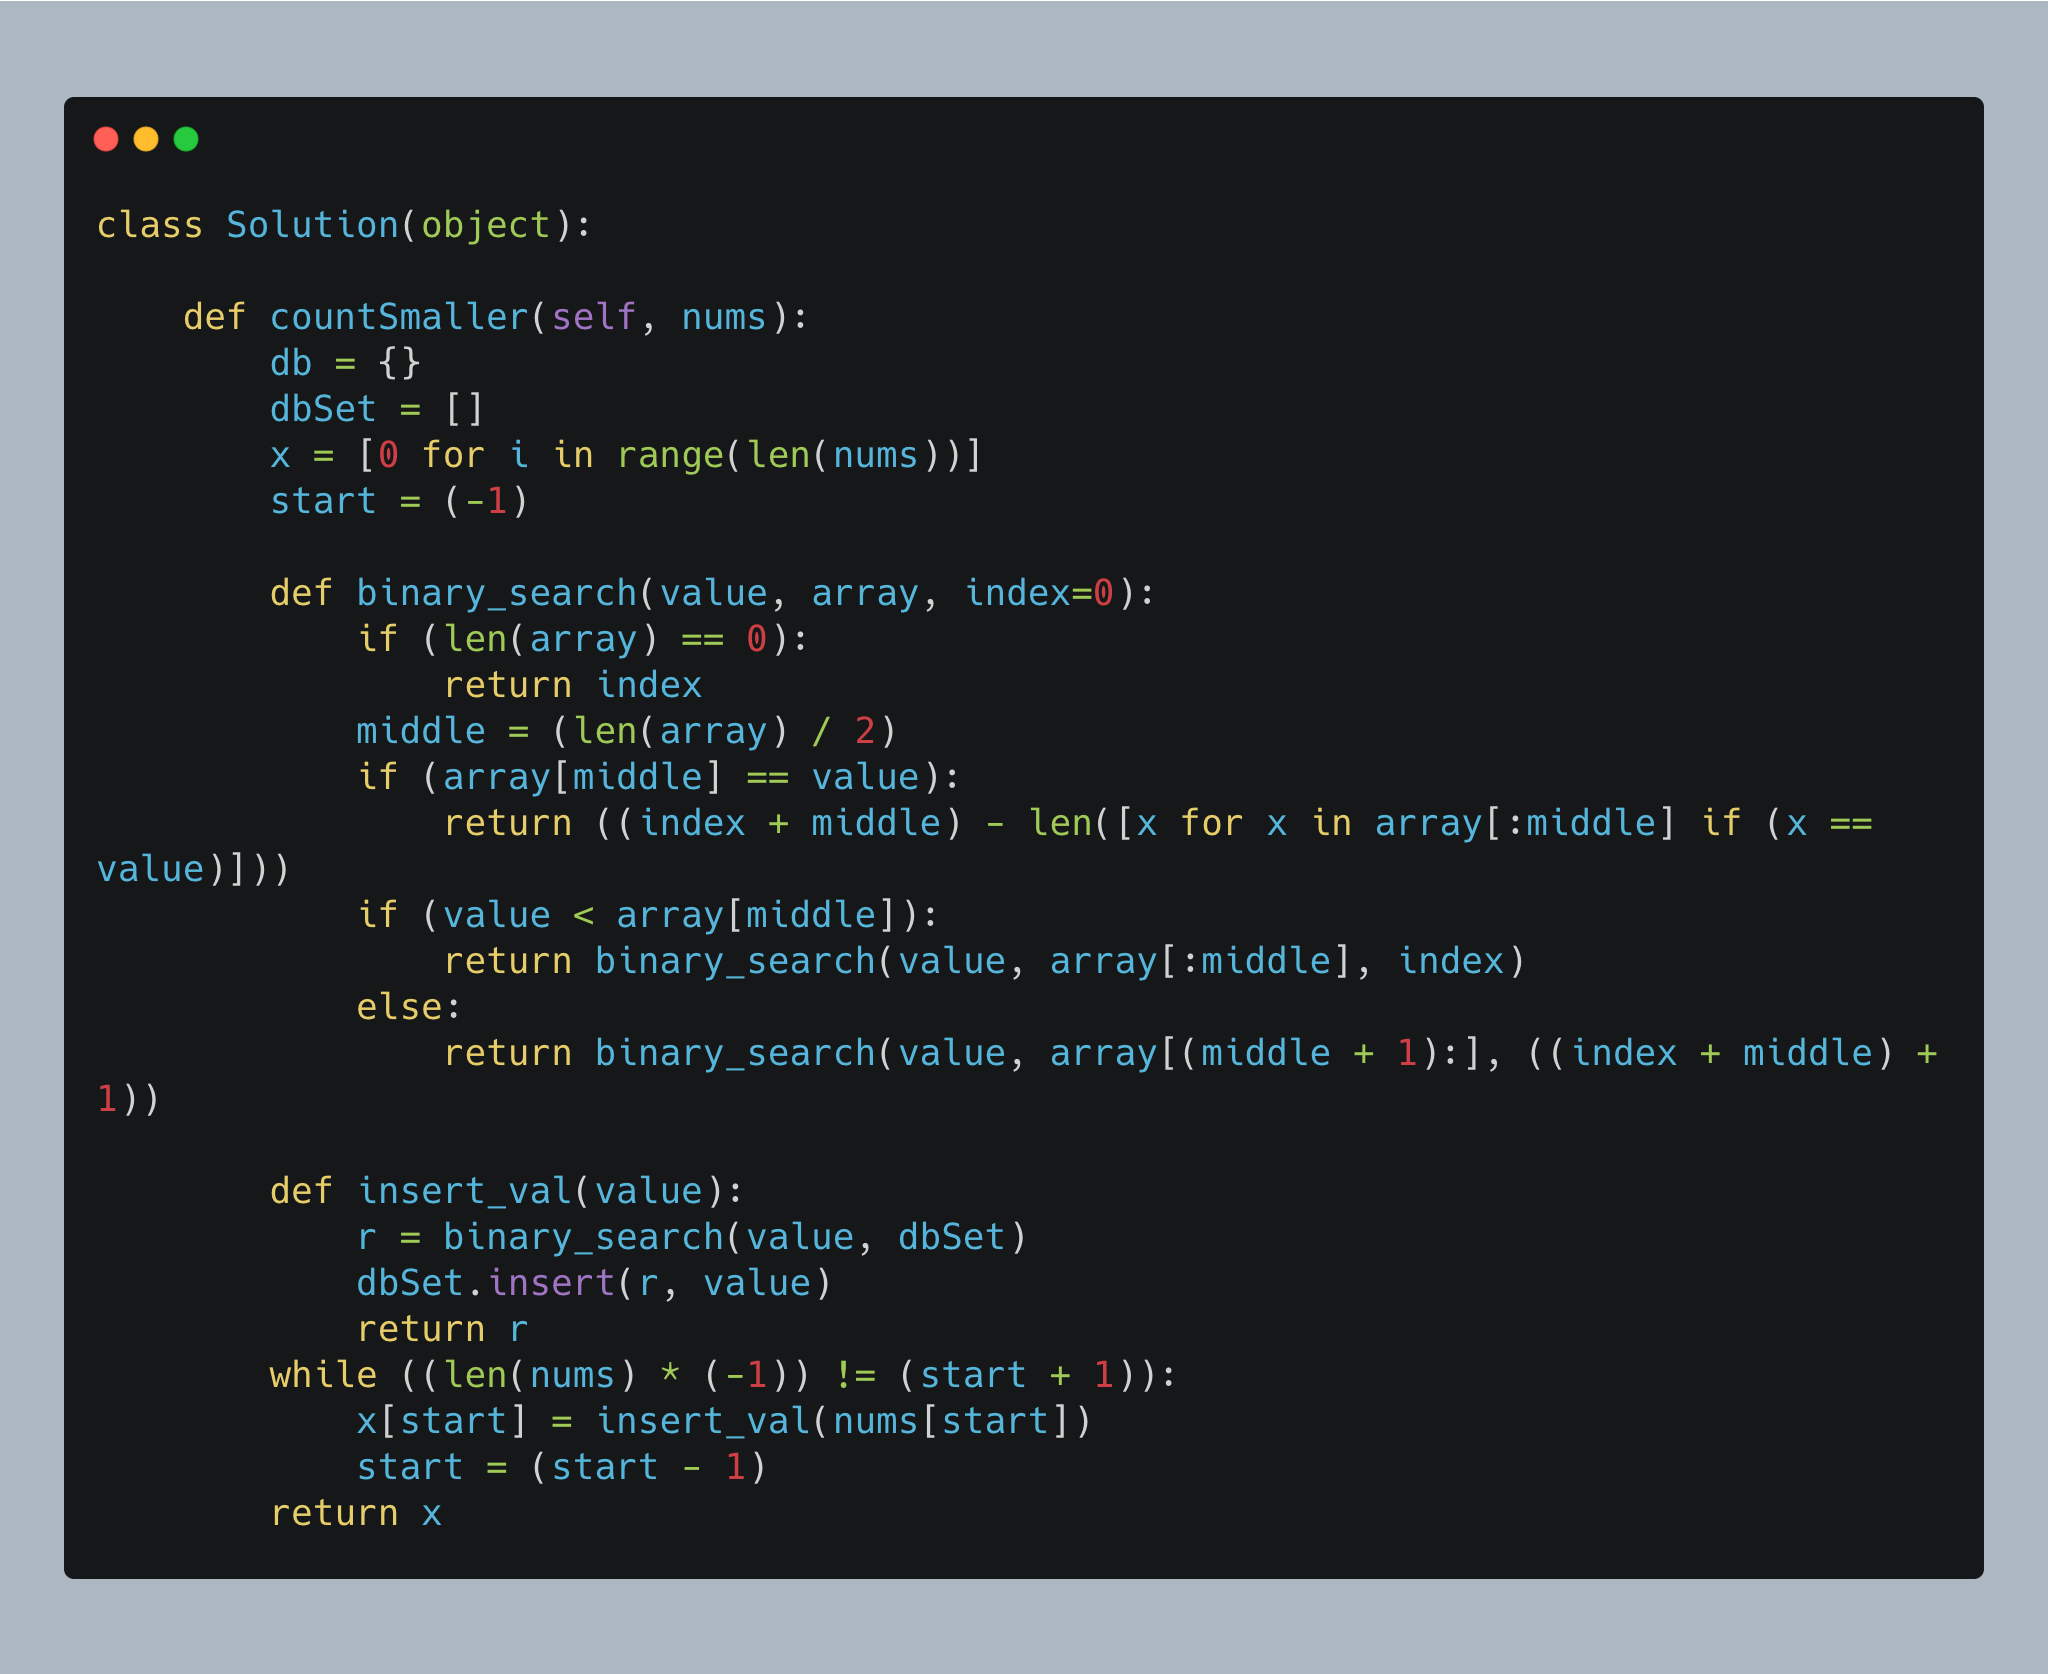 class Solution(object):

    def countSmaller(self, nums):
        db = {}
        dbSet = []
        x = [0 for i in range(len(nums))]
        start = (-1)

        def binary_search(value, array, index=0):
            if (len(array) == 0):
                return index
            middle = (len(array) / 2)
            if (array[middle] == value):
                return ((index + middle) - len([x for x in array[:middle] if (x ==
value)]))
            if (value < array[middle]):
                return binary_search(value, array[:middle], index)
            else:
                return binary_search(value, array[(middle + 1):], ((index + middle) +
1))

        def insert_val(value):
            r = binary_search(value, dbSet)
            dbSet.insert(r, value)
            return r
        while ((len(nums) * (-1)) != (start + 1)):
            x[start] = insert_val(nums[start])
            start = (start - 1)
        return x